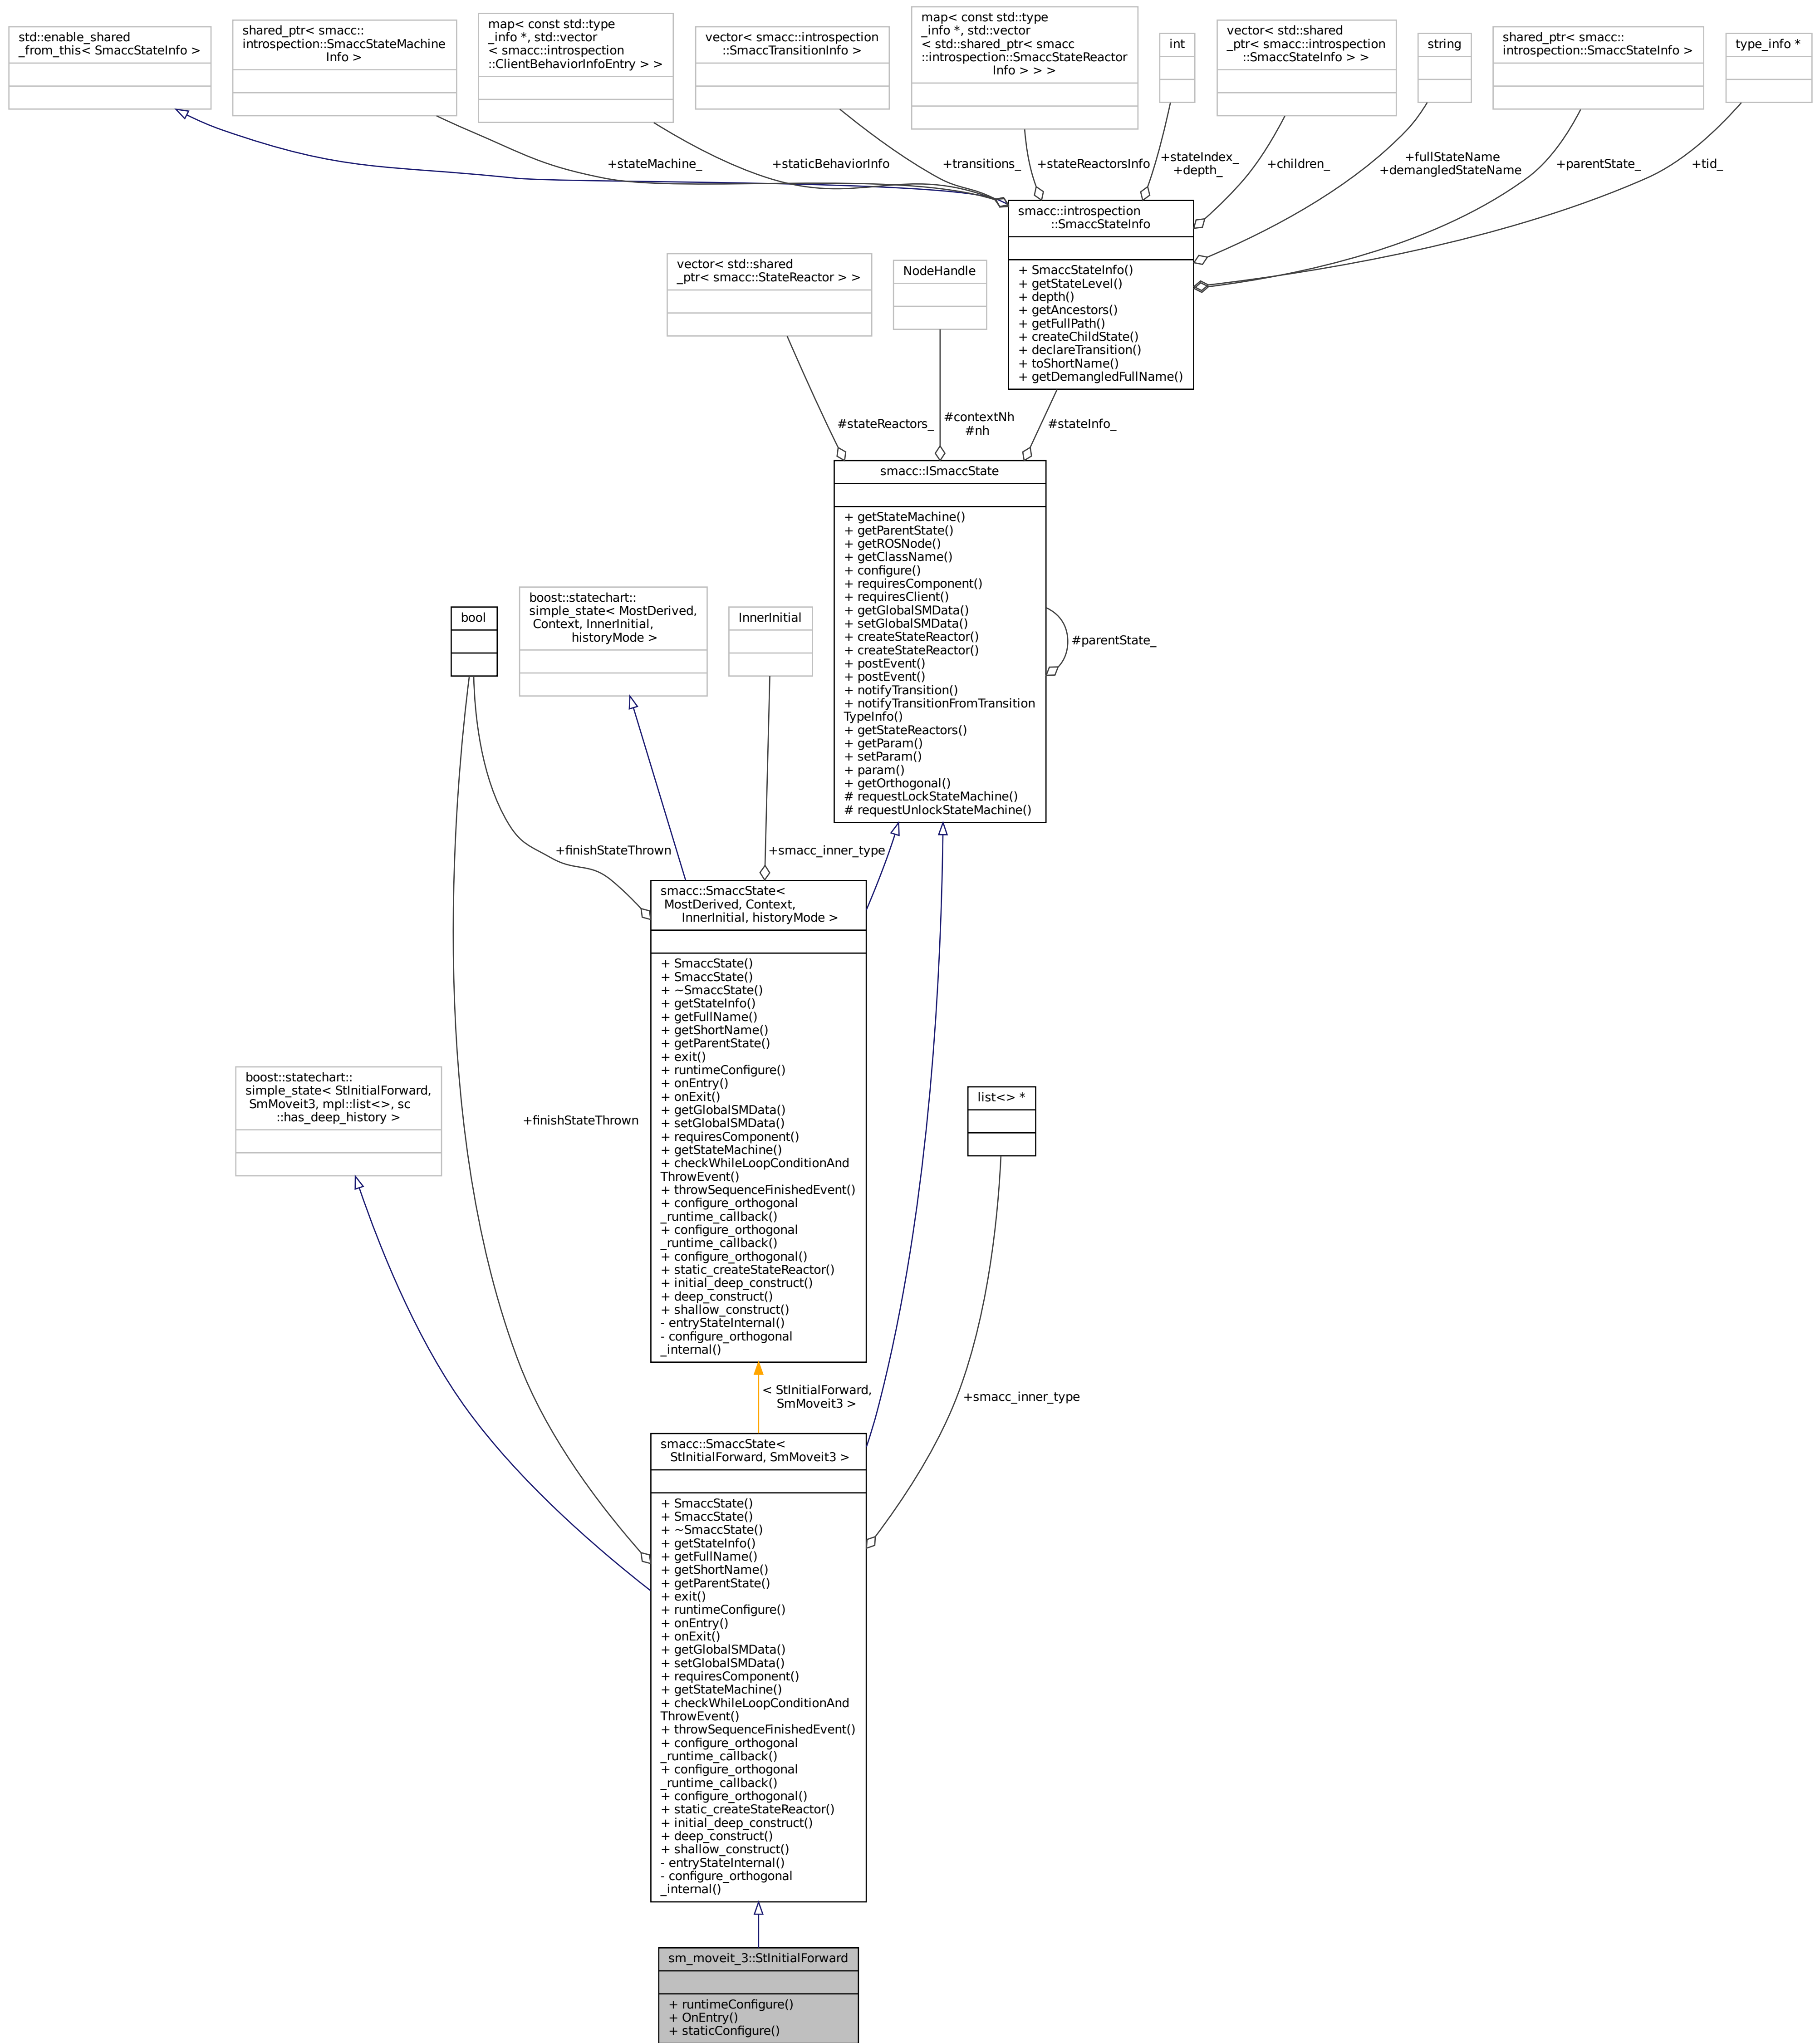 std::enable_shared
_from_this< SmaccStateInfo >
shared_ptr< smacc::
introspection::SmaccStateMachine
Info >
map< const std::type
_info *, std::vector
< smacc::introspection
::ClientBehaviorInfoEntry > >
vector< smacc::introspection
::SmaccTransitionInfo >
map< const std::type
_info *, std::vector
< std::shared_ptr< smacc
::introspection::SmaccStateReactor
Info > > >
int
vector< std::shared
_ptr< smacc::introspection
::SmaccStateInfo > >
string
shared_ptr< smacc::
introspection::SmaccStateInfo >
type_info *
+stateMachine_
+staticBehaviorInfo
+transitions_
+stateReactorsInfo
+stateIndex_
+depth_
+children_
+fullStateName
+demangledStateName
+parentState_
+tid_
smacc::introspection
::SmaccStateInfo
+ SmaccStateInfo()
+ getStateLevel()
+ depth()
+ getAncestors()
+ getFullPath()
+ createChildState()
+ declareTransition()
+ toShortName()
+ getDemangledFullName()
vector< std::shared
_ptr< smacc::StateReactor > >
NodeHandle
#stateReactors_
#contextNh
#nh
#stateInfo_
smacc::ISmaccState
+ getStateMachine()
+ getParentState()
+ getROSNode()
+ getClassName()
+ configure()
+ requiresComponent()
+ requiresClient()
+ getGlobalSMData()
+ setGlobalSMData()
+ createStateReactor()
+ createStateReactor()
+ postEvent()
+ postEvent()
+ notifyTransition()
+ notifyTransitionFromTransition
TypeInfo()
+ getStateReactors()
+ getParam()
+ setParam()
+ param()
+ getOrthogonal()
# requestLockStateMachine()
# requestUnlockStateMachine()
#parentState_
bool
boost::statechart::
simple_state< MostDerived,
Context, InnerInitial,
historyMode >
InnerInitial
+finishStateThrown
+smacc_inner_type
smacc::SmaccState<
MostDerived, Context,
InnerInitial, historyMode >
+ SmaccState()
+ SmaccState()
+ ~SmaccState()
+ getStateInfo()
+ getFullName()
+ getShortName()
+ getParentState()
+ exit()
+ runtimeConfigure()
+ onEntry()
+ onExit()
+ getGlobalSMData()
+ setGlobalSMData()
+ requiresComponent()
+ getStateMachine()
+ checkWhileLoopConditionAnd
ThrowEvent()
+ throwSequenceFinishedEvent()
+ configure_orthogonal
_runtime_callback()
+ configure_orthogonal
_runtime_callback()
+ configure_orthogonal()
+ static_createStateReactor()
+ initial_deep_construct()
+ deep_construct()
+ shallow_construct()
- entryStateInternal()
- configure_orthogonal
_internal()
boost::statechart::
simple_state< StInitialForward,
SmMoveit3, mpl::list<>, sc
::has_deep_history >
+finishStateThrown
list<> *
< StInitialForward,
SmMoveit3 >
+smacc_inner_type
smacc::SmaccState<
StInitialForward, SmMoveit3 >
+ SmaccState()
+ SmaccState()
+ ~SmaccState()
+ getStateInfo()
+ getFullName()
+ getShortName()
+ getParentState()
+ exit()
+ runtimeConfigure()
+ onEntry()
+ onExit()
+ getGlobalSMData()
+ setGlobalSMData()
+ requiresComponent()
+ getStateMachine()
+ checkWhileLoopConditionAnd
ThrowEvent()
+ throwSequenceFinishedEvent()
+ configure_orthogonal
_runtime_callback()
+ configure_orthogonal
_runtime_callback()
+ configure_orthogonal()
+ static_createStateReactor()
+ initial_deep_construct()
+ deep_construct()
+ shallow_construct()
- entryStateInternal()
- configure_orthogonal
_internal()
sm_moveit_3::StInitialForward
+ runtimeConfigure()
+ OnEntry()
+ staticConfigure()